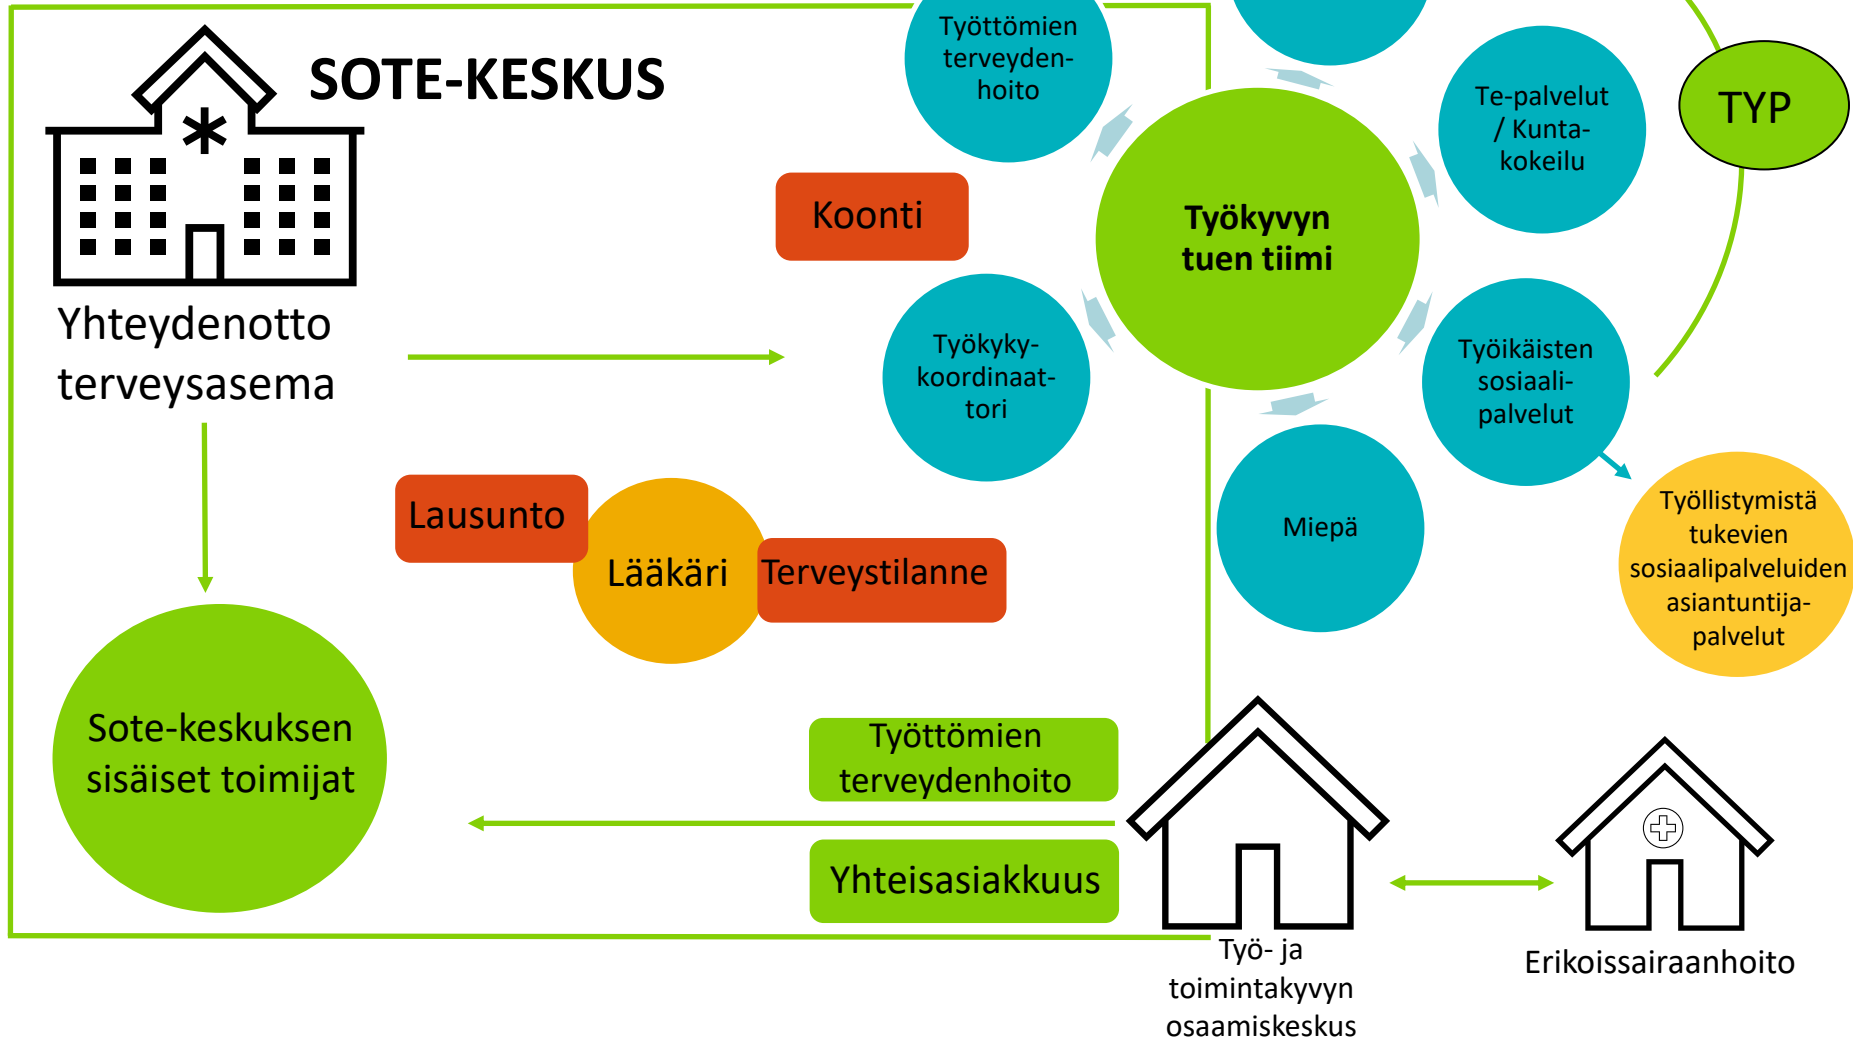 SOTE-KESKUS
Yhteydenotto
terveysasema
Työttömien
terveyden-
hoito
Te-palvelut
/ Kunta-
kokeilu
TYP
Koonti
Työkyvyn
tuen tiimi
Työkyky-
koordinaat-
tori
Työikäisten
sosiaali-
palvelut
Miepä
Työllistymistä
tukevien
sosiaalipalveluiden
asiantuntija-
palvelut
Lausunto
Lääkäri
Terveystilanne
Sote-keskuksen
sisäiset toimijat
Työttömien
terveydenhoito
Yhteisasiakkuus
Työ- ja
toimintakyvyn
osaamiskeskus
Erikoissairaanhoito